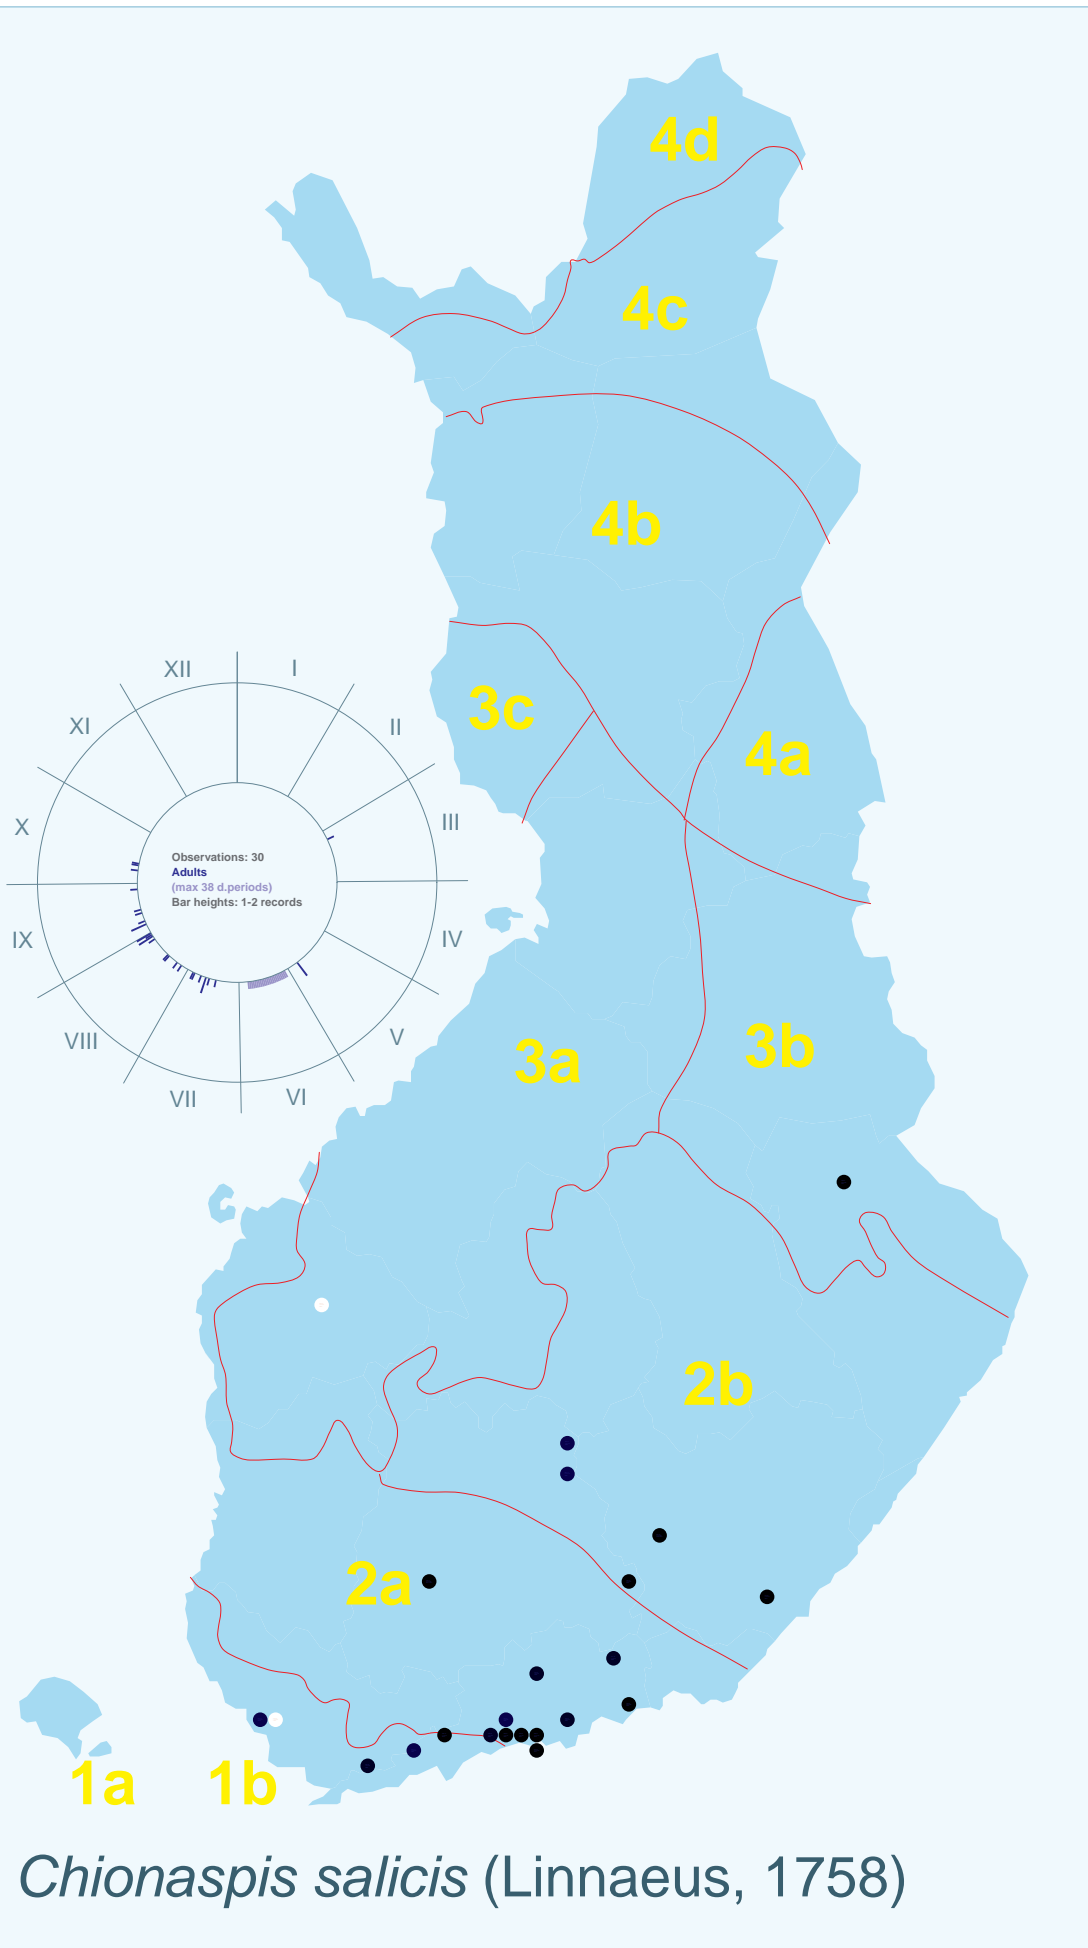 4d
4c
4b
3c
4a
XII
I
XI
II
X
III
Observations: 30
Adults
(max 38 d.periods)
Bar heights: 1-2 records
IX
IV
VIII
V
VII
VI
3a
3b
2b
2a
1a
1b
Chionaspis salicis (Linnaeus, 1758)